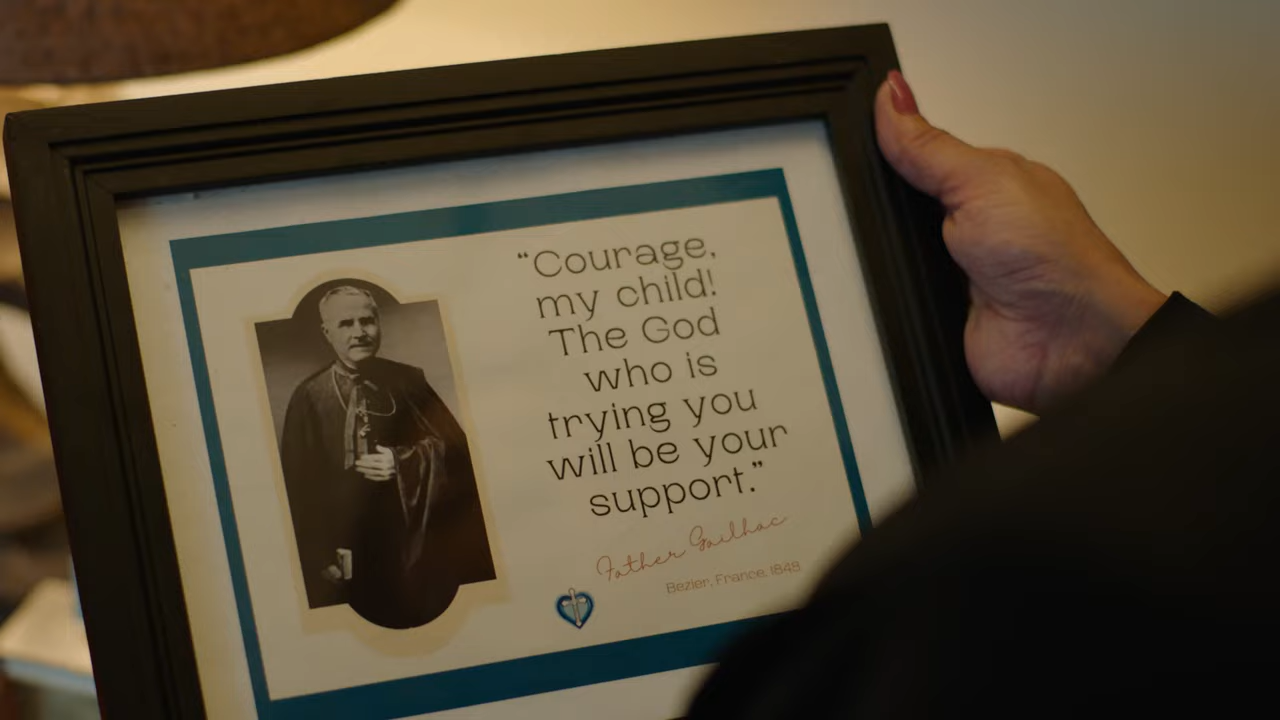 “Courage,
my child!
The God
who is
trying you
will be your
support.”
Father Gailhac
Bezier, France, 1848